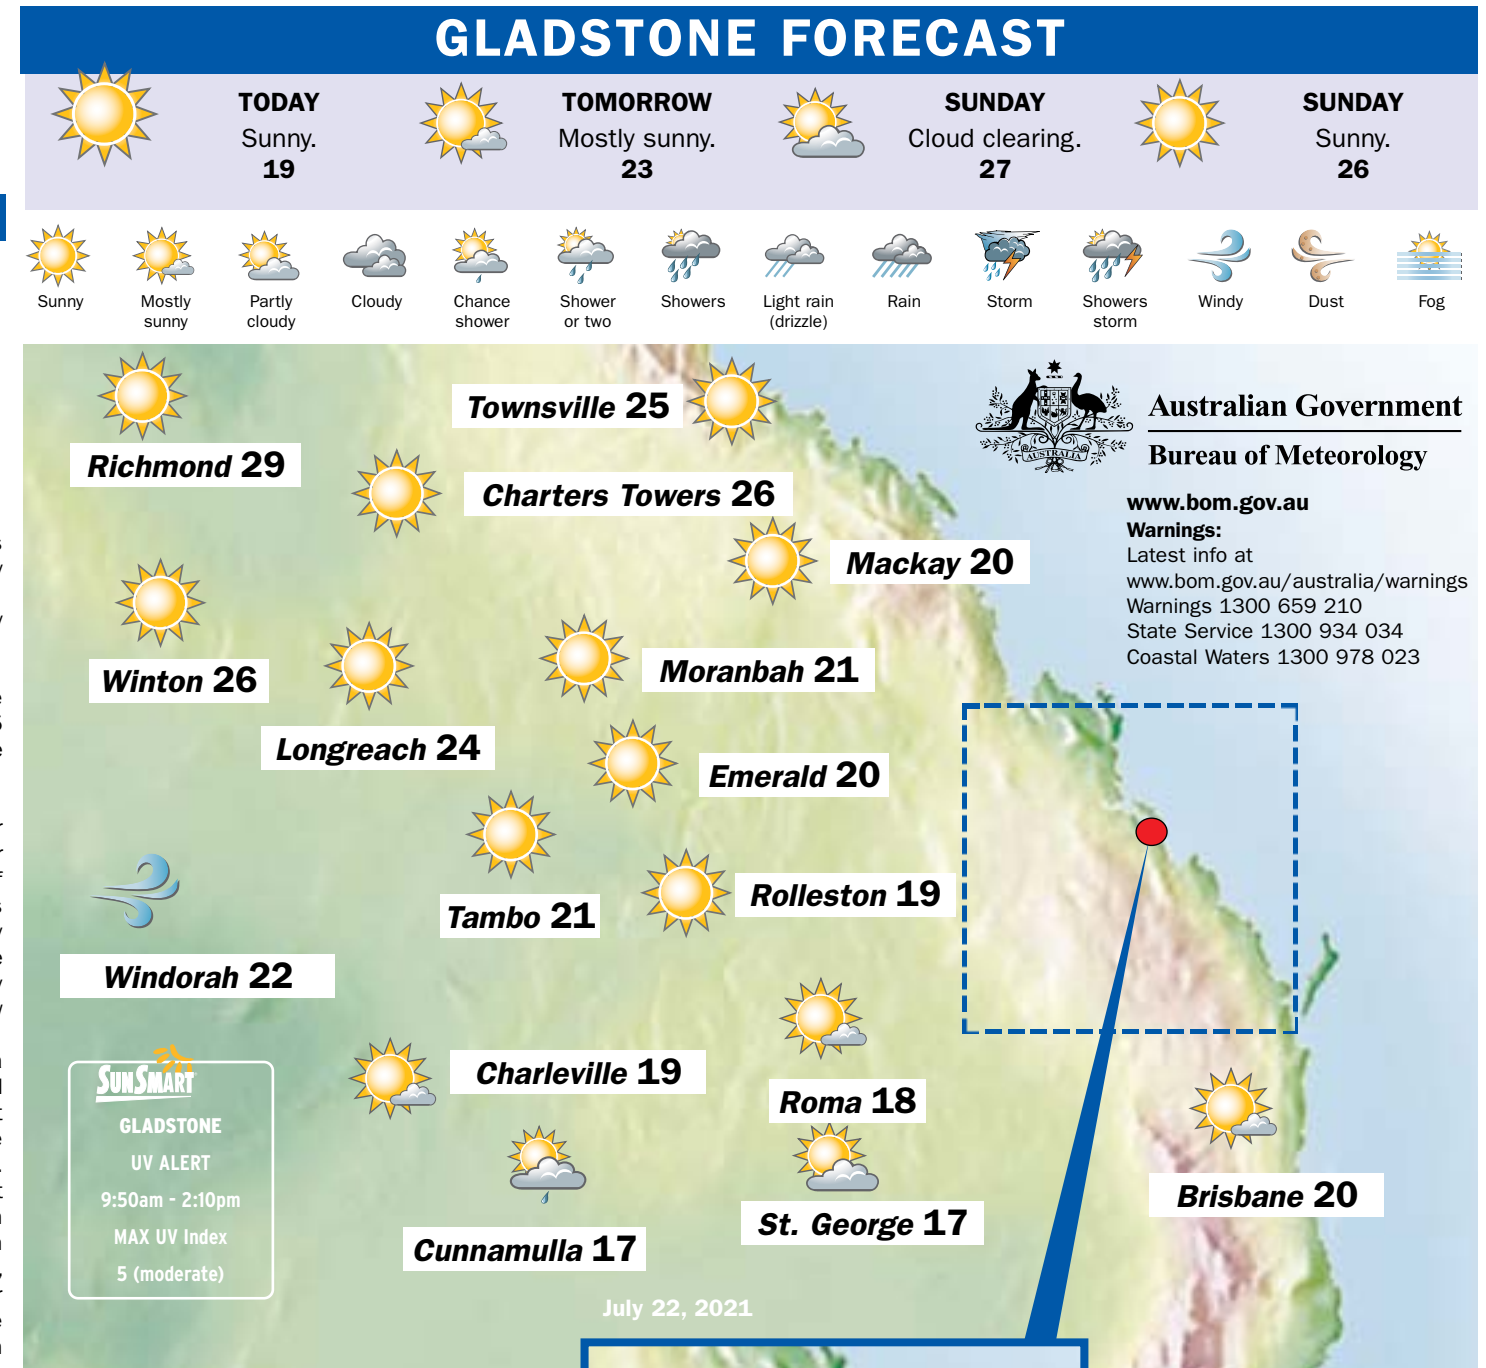 GLADSTONE FORECAST
TODAY
Sunny.
19
TOMORROW
Mostly sunny.
23
SUNDAY
Cloud clearing.
27
SUNDAY
Sunny.
26
Sunny
Mostly
sunny
Partly
cloudy
Cloudy
Chance
shower
Shower
or two
Showers
Light rain
(drizzle)
Rain
Storm
Showers
storm
Windy
Dust
Fog
Townsville 25
Richmond 29
Charters Towers 26
Mackay 20
Winton 26
Moranbah 21
Longreach 24
Emerald 20
Tambo 21
Rolleston 19
Windorah 22
Charleville 19
Roma 18
Brisbane 20
St. George 17
Cunnamulla 17
AUSTRALIA
Australian Government
Bureau of Meteorology
www.bom.gov.au
Warnings:
Latest info at
www.bom.gov.au/australia/warnings
Warnings 1300 659 210
State Service 1300 934 034
Coastal Waters 1300 978 023
SUNSMART
GLADSTONE
UV ALERT
9:50am - 2:10pm
MAX UV Index
5 (moderate)
July 22, 2021